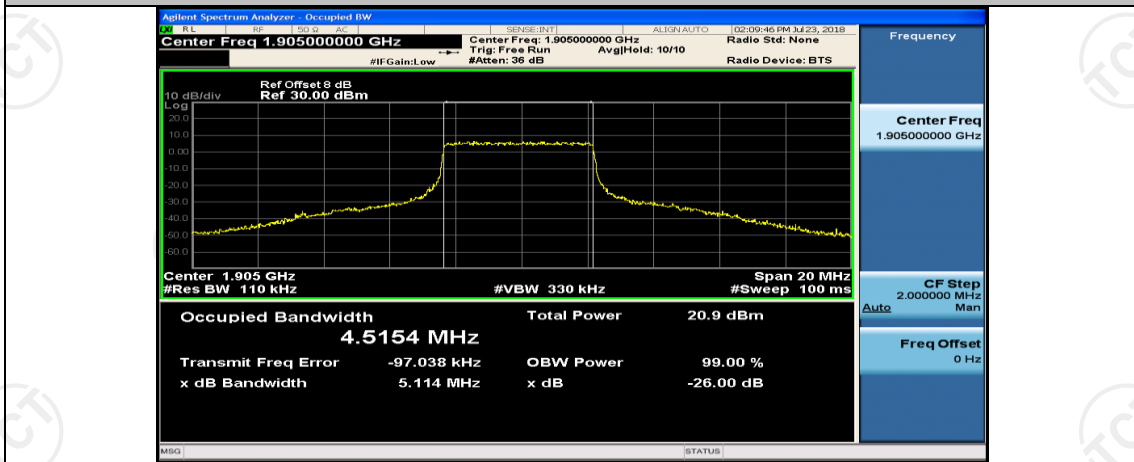 Agilent Spectrum Analyzer - Occupied BW
LXI RL RF 50 Ω AC SENSE:INT ALIGN AUTO 02:09:46 PM Jul 23, 2018
Center Freq 1.905000000 GHz
Center Freq: 1.905000000 GHz
Radio Std: None
Trig: Free Run Avg|Hold: 10/10
#IFGain:Low
#Atten: 36 dB
Radio Device: BTS
Ref Offset 8 dB
10 dB/div Ref 30.00 dBm
Log
20.0
10.0
0.00
-10.0
-20.0
-30.0
-40.0
-50.0
-60.0
Center 1.905 GHz Span 20 MHz
#Res BW 110 kHz #VBW 330 kHz #Sweep 100 ms
Occupied Bandwidth Total Power 20.9 dBm
4.5154 MHz
Transmit Freq Error -97.038 kHz OBW Power 99.00 %
x dB Bandwidth 5.114 MHz x dB -26.00 dB
MSG STATUS
Frequency
Center Freq
1.905000000 GHz
CF Step
2.000000 MHz
Auto Man
Freq Offset
0 Hz
TCT
TCT
TCT
TCT